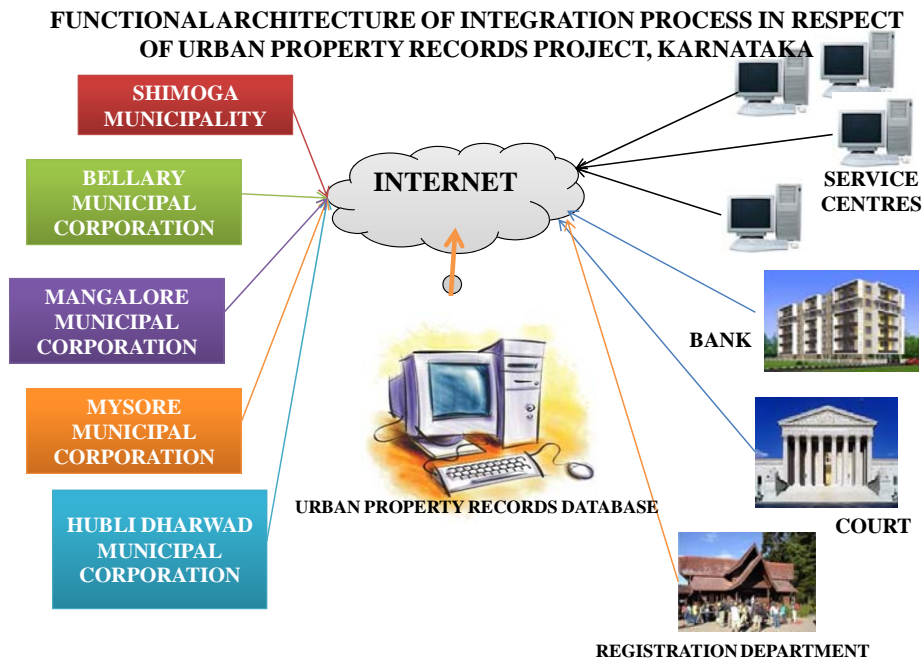 FUNCTIONAL ARCHITECTURE OF INTEGRATION PROCESS IN RESPECT
OF URBAN PROPERTY RECORDS PROJECT, KARNATAKA
SHIMOGA
MUNICIPALITY
BELLARY
MUNICIPAL
CORPORATION
MANGALORE
MUNICIPAL
CORPORATION
MYSORE
MUNICIPAL
CORPORATION
HUBLI DHARWAD
MUNICIPAL
CORPORATION
INTERNET
URBAN PROPERTY RECORDS DATABASE
SERVICE
CENTRES
BANK
COURT
REGISTRATION DEPARTMENT